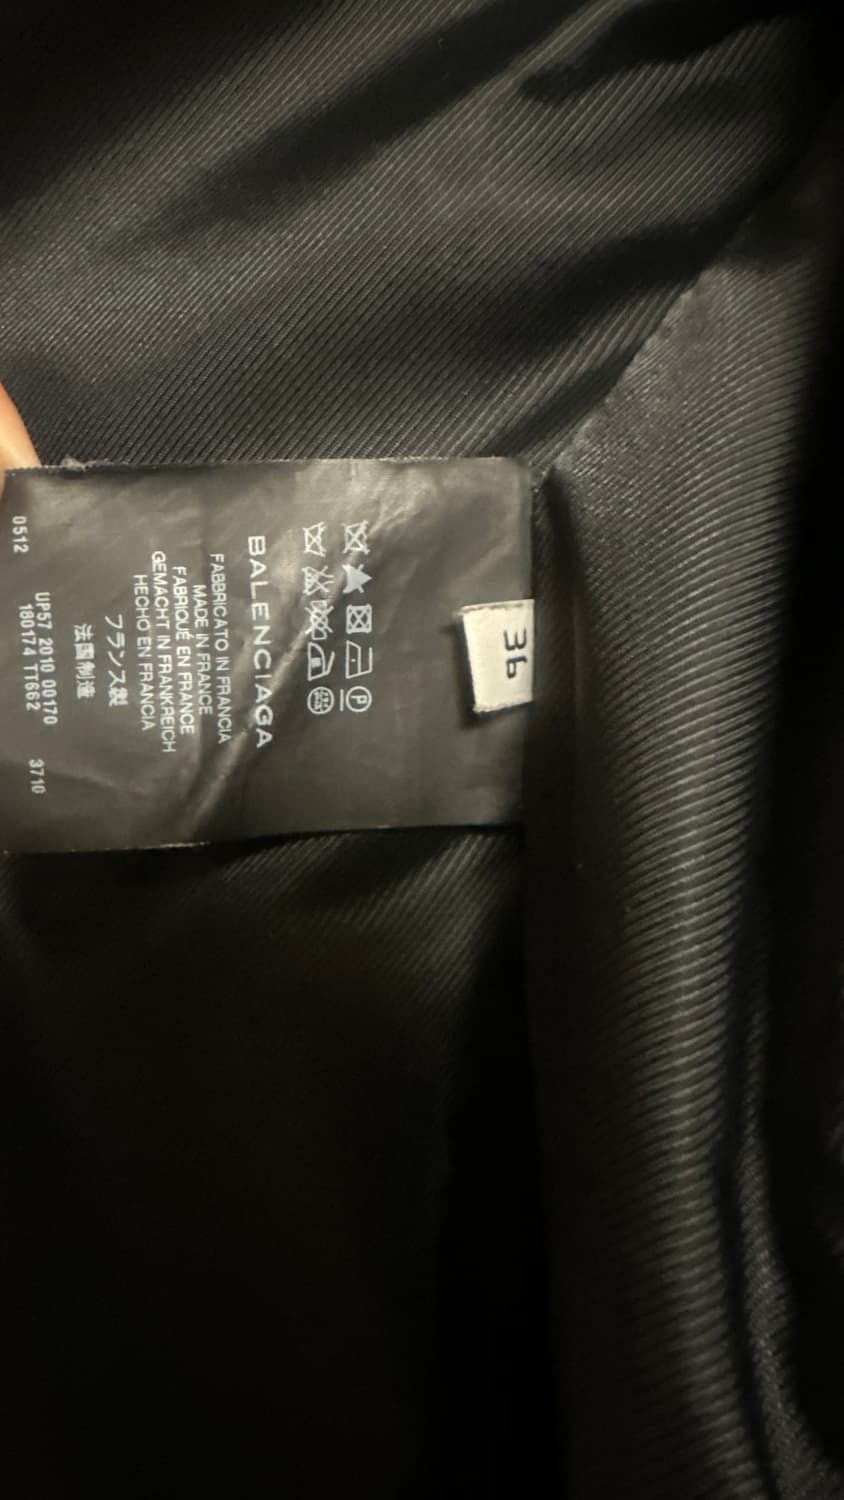 36
BALENCIAGA
FABBRICATO IN FRANCIA
MADE IN FRANCE
FABRIQUÉ EN FRANCE
GEMACHT IN FRANKREICH
HECHO EN FRANCIA
フランス製
法国制造
UP57 2010 00170
180174 TT662
3710
0512